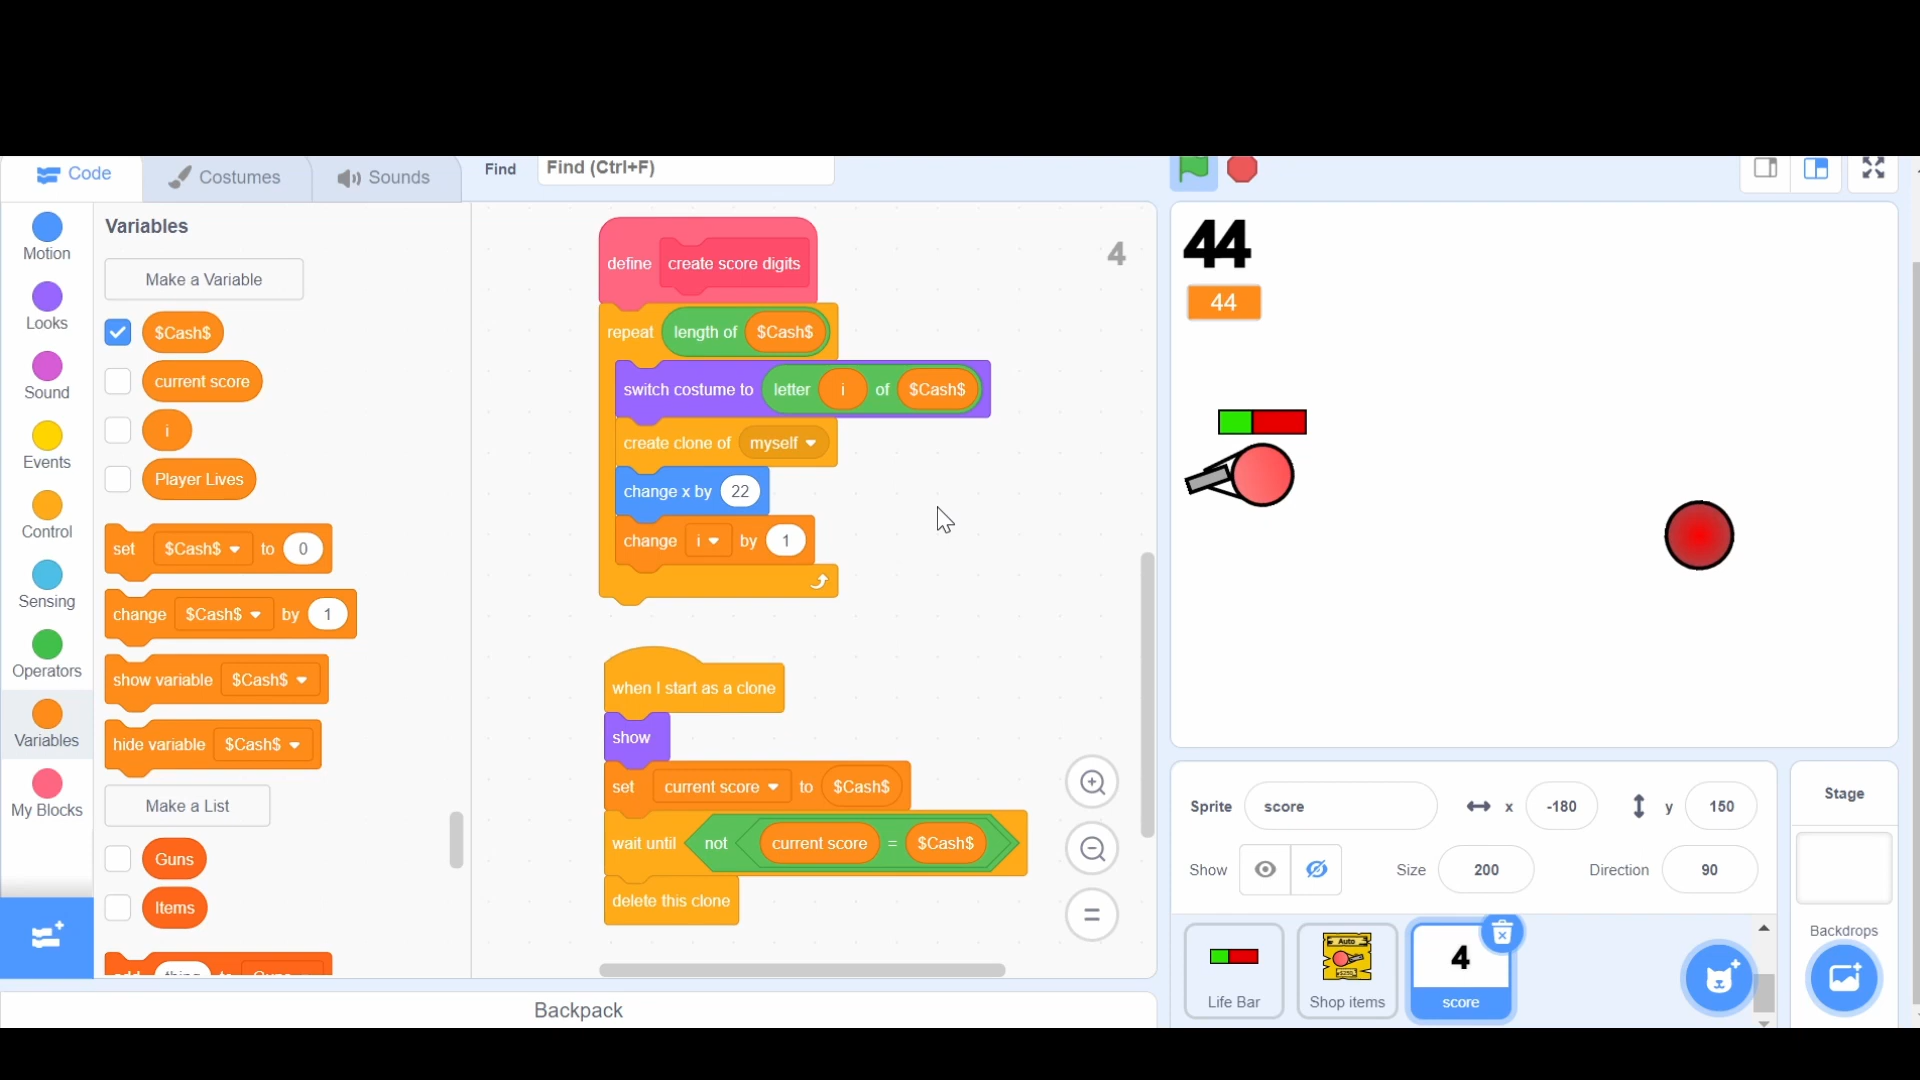 Code
Costumes
Sounds
Find
Find (Ctrl+F)
Motion
Looks
Sound
Events
Control
Sensing
Operators
Variables
My Blocks
Variables
Make a Variable
$Cash$
current score
i
Player Lives
set $Cash$ to 0
change $Cash$ by 1
show variable $Cash$
hide variable $Cash$
Make a List
Guns
Items
define create score digits
repeat length of $Cash$
switch costume to letter i of $Cash$
create clone of myself
change x by 22
change i by 1
when I start as a clone
show
set current score to $Cash$
wait until not current score = $Cash$
delete this clone
4
Backpack
44
44
Sprite score x -180 y 150
Show Size 200 Direction 90
Life Bar
Auto
Shop items
4
score
Stage
Backdrops